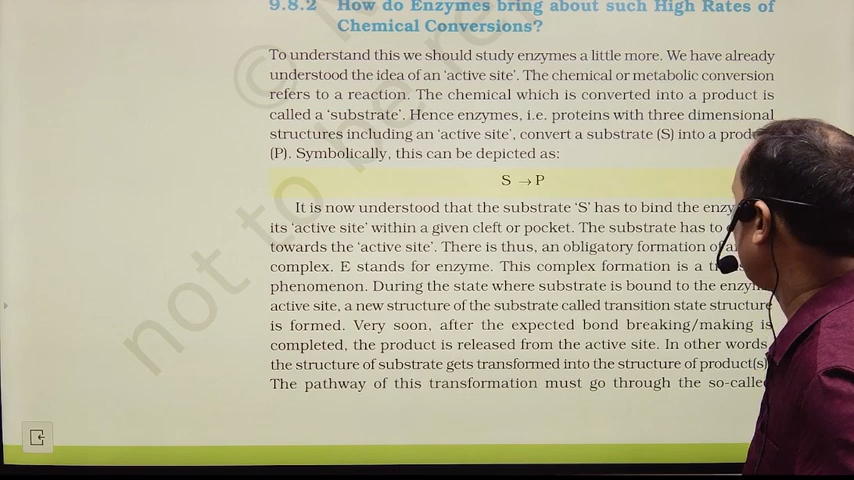 9.8.2 How do Enzymes bring about such High Rates of
Chemical Conversions?
To understand this we should study enzymes a little more. We have already
understood the idea of an ‘active site’. The chemical or metabolic conversion
refers to a reaction. The chemical which is converted into a product is
called a ‘substrate’. Hence enzymes, i.e. proteins with three dimensional
structures including an ‘active site’, convert a substrate (S) into a
(P). Symbolically, this can be depicted as:
S → P
It is now understood that the substrate ‘S’ has to bind the
its ‘active site’ within a given cleft or pocket. The substrate has to
towards the ‘active site’. There is thus, an obligatory formation of
complex. E stands for enzyme. This complex formation is a
phenomenon. During the state where substrate is bound to the
active site, a new structure of the substrate called transition state structure
is formed. Very soon, after the expected bond breaking/making is
completed, the product is released from the active site. In other words,
the structure of substrate gets transformed into the structure of product(s).
The pathway of this transformation must go through the so-called
© 
not to be re